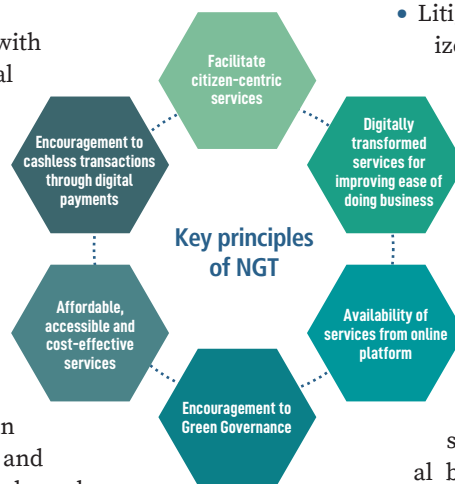 with
al
• Liti
ize
Facilitate
citizen-centric
services
Digitally
transformed
services for
improving ease of
doing business
Availability of
services from online
platform
Encouragement to
Green Governance
Affordable,
accessible and
cost-effective
services
Encouragement to
cashless transactions
through digital
payments
Key principles
of NGT
n
and
s
al b